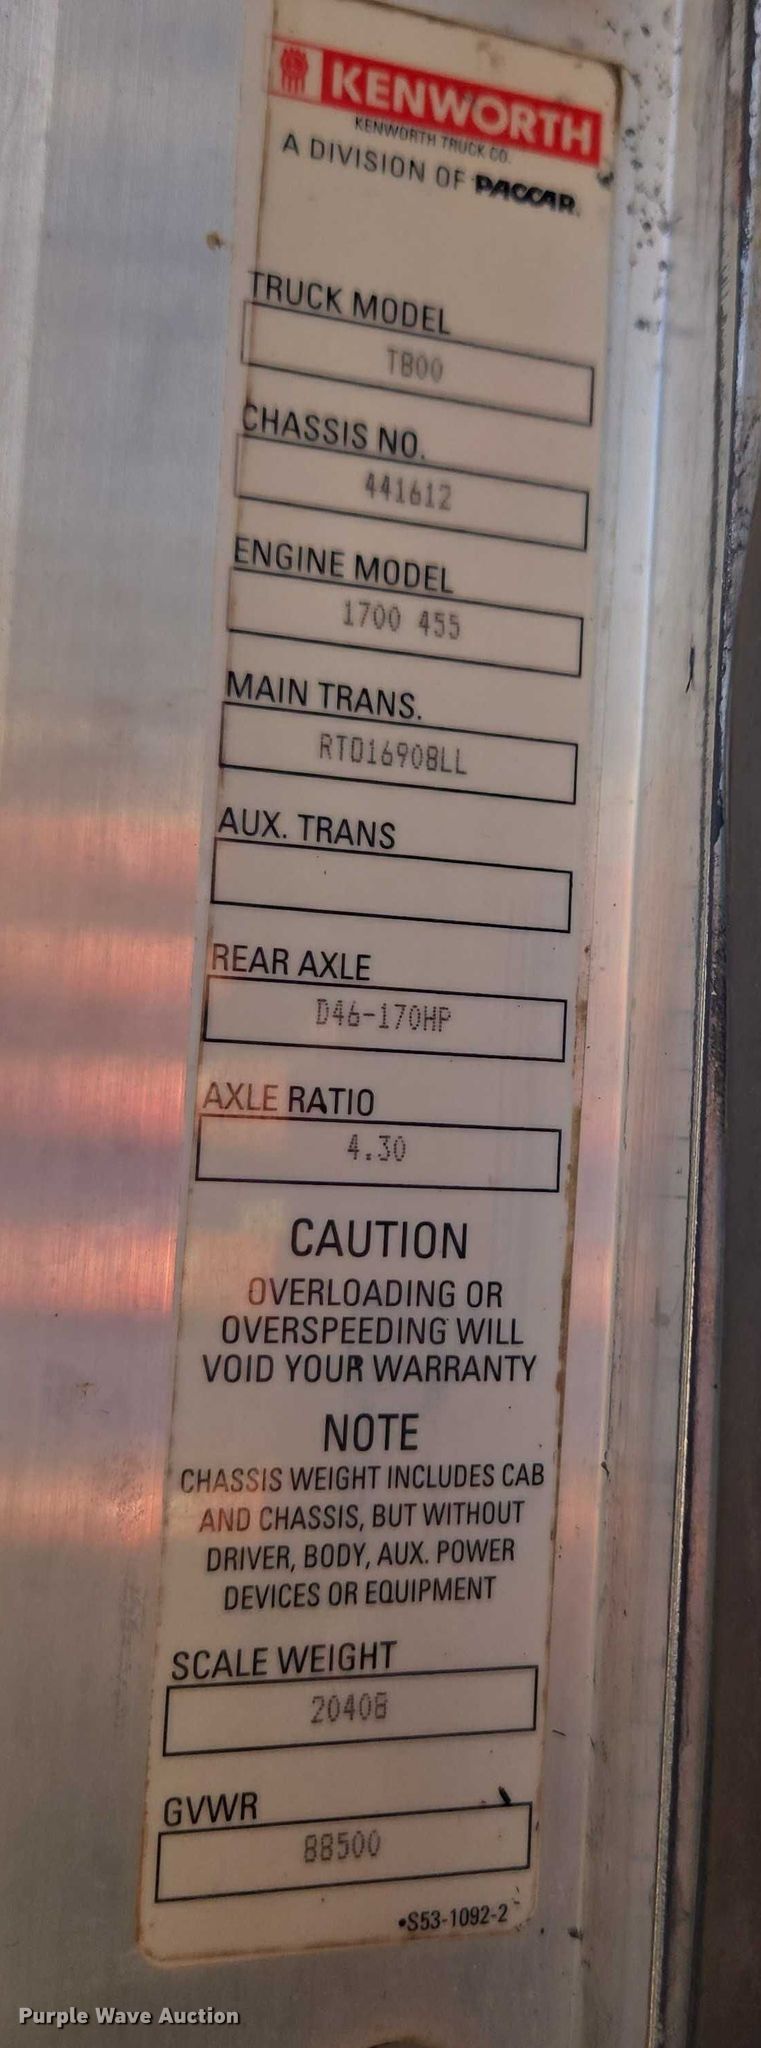 KENWORTH
KENWORTH TRUCK CO.
A DIVISION OF PACCAR
TRUCK MODEL
T800
CHASSIS NO.
441612
ENGINE MODEL
1700 455
MAIN TRANS.
RTO16908LL
AUX. TRANS
REAR AXLE
D46-170HP
AXLE RATIO
4.30
CAUTION
OVERLOADING OR
OVERSPEEDING WILL
VOID YOUR WARRANTY
NOTE
CHASSIS WEIGHT INCLUDES CAB
AND CHASSIS, BUT WITHOUT
DRIVER, BODY, AUX. POWER
DEVICES OR EQUIPMENT
SCALE WEIGHT
20408
GVWR
88500
•S53-1092-2
Purple Wave Auction